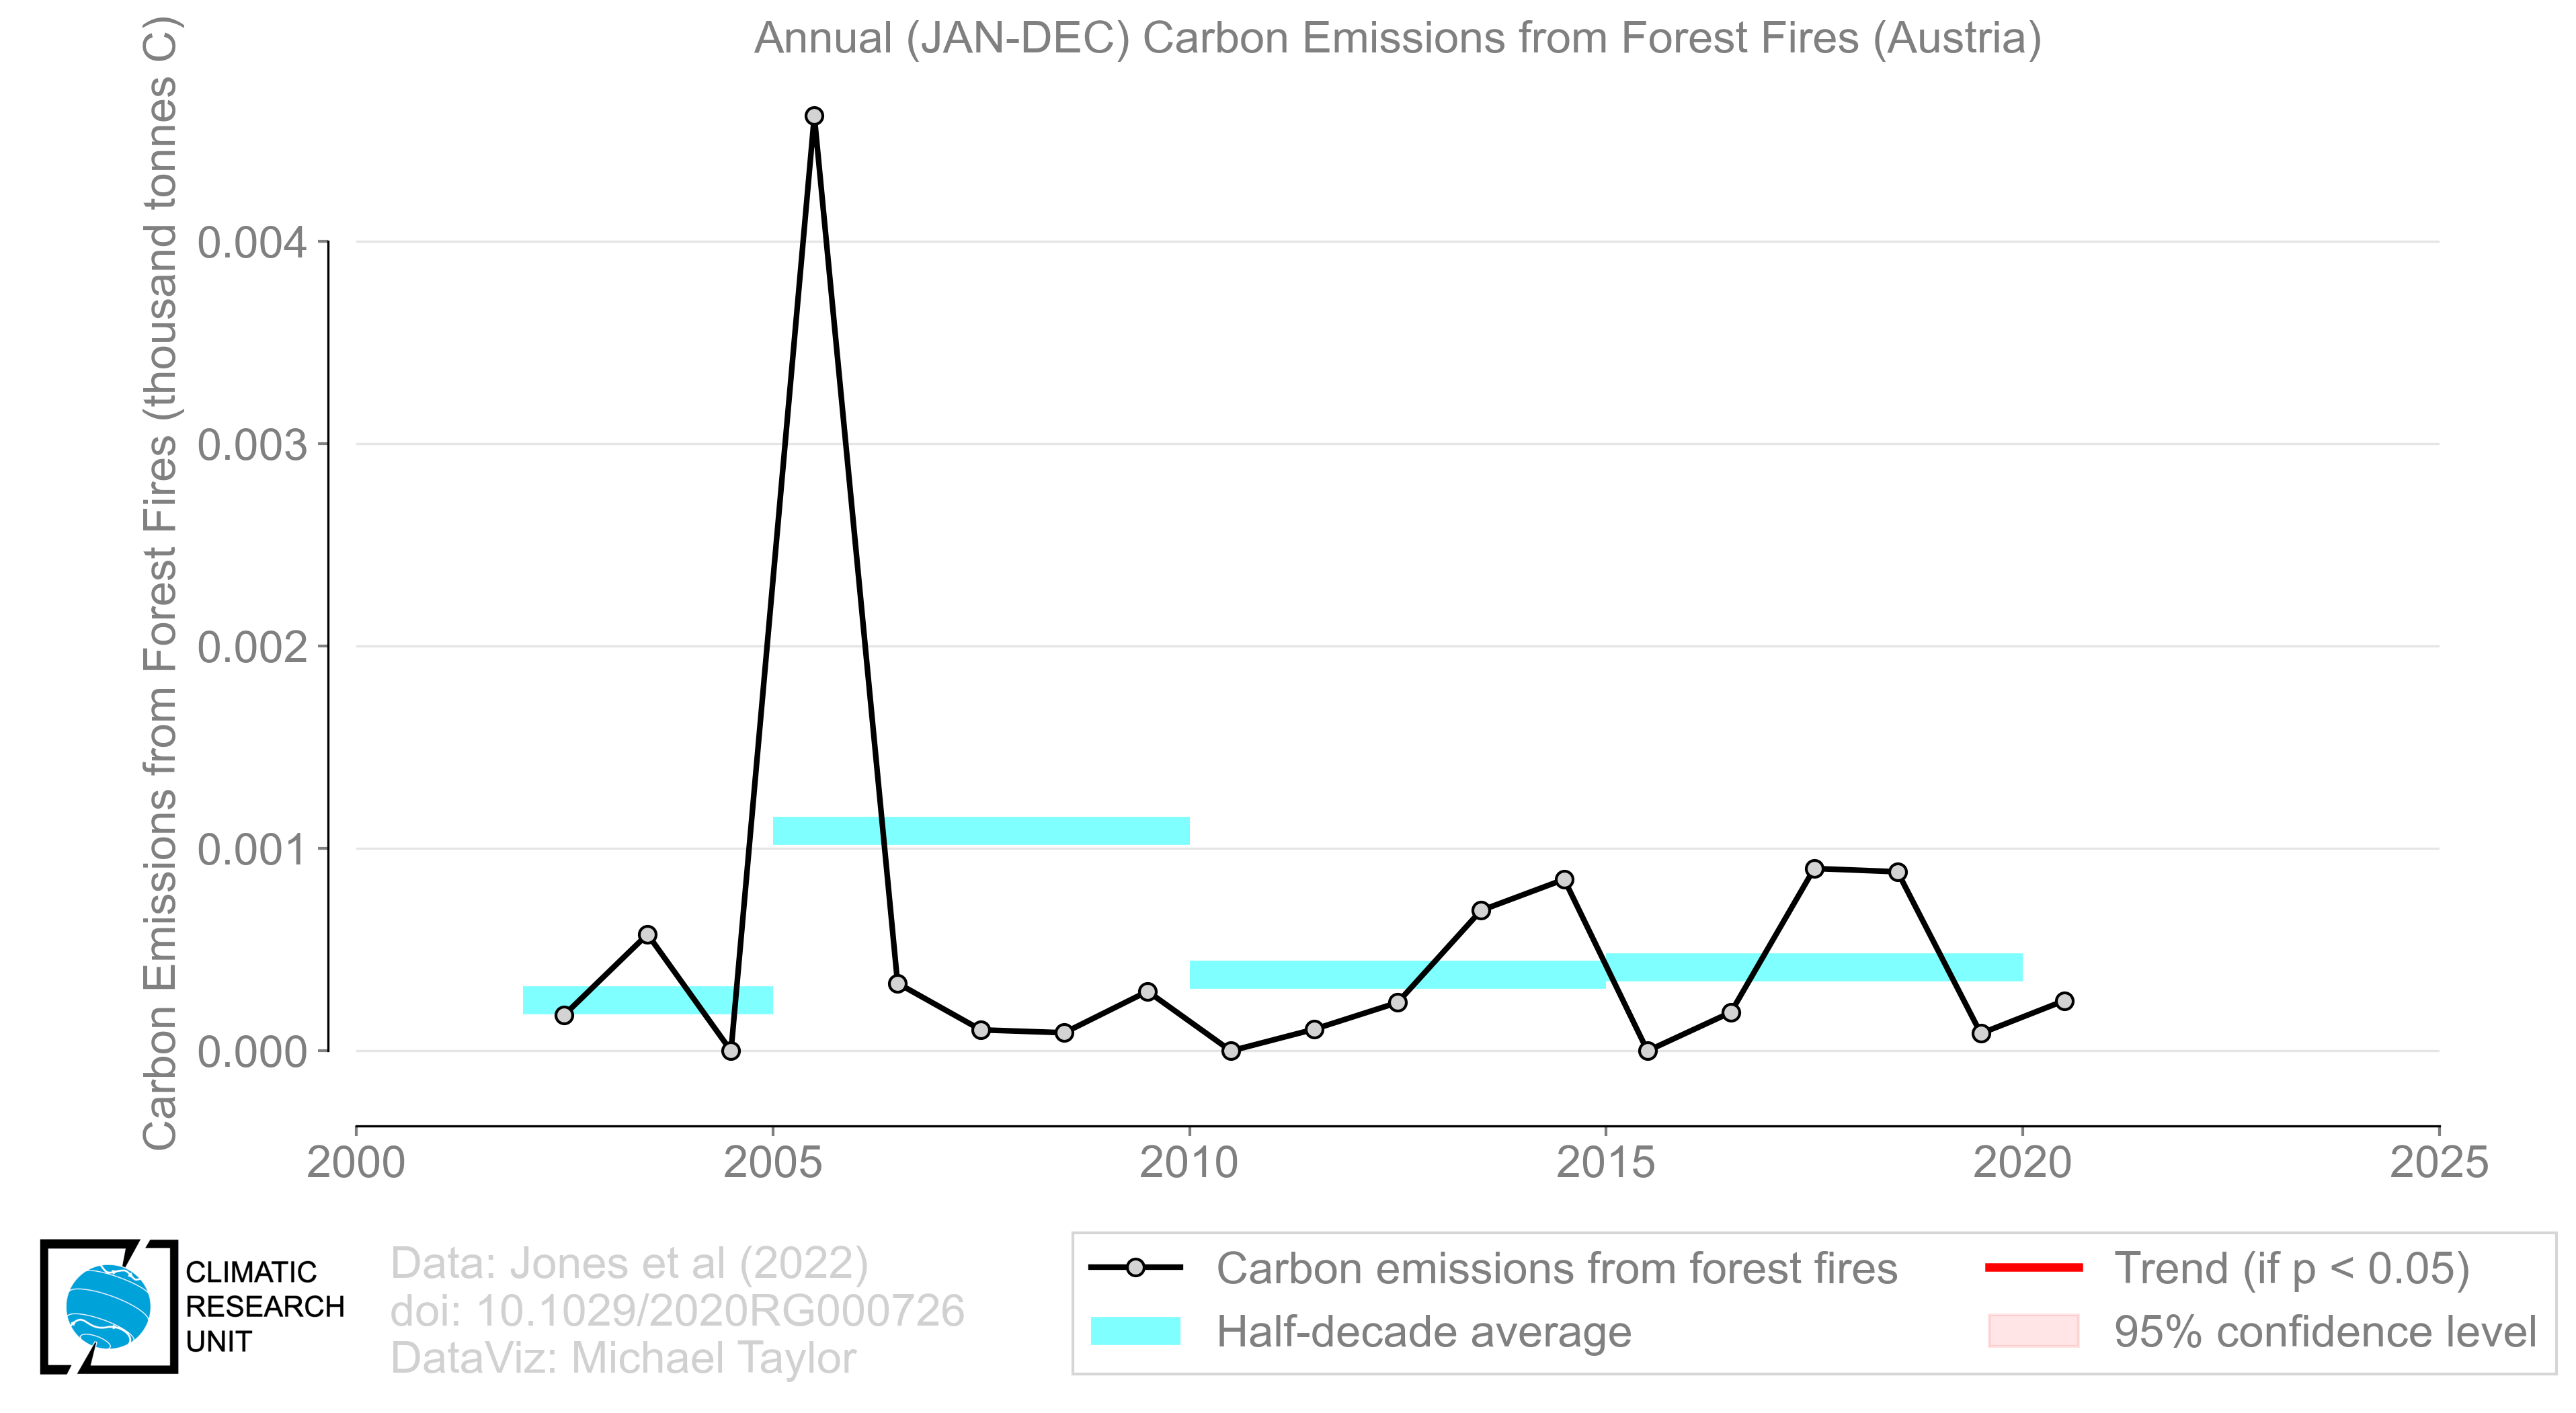 Annual (JAN-DEC) Carbon Emissions from Forest Fires (Austria)
Carbon Emissions from Forest Fires (thousand tonnes C)
0.004
0.003
0.002
0.001
0.000
2000
2005
2010
2015
2020
2025
CLIMATIC
RESEARCH
UNIT
Data: Jones et al (2022)
doi: 10.1029/2020RG000726
DataViz: Michael Taylor
Carbon emissions from forest fires
Half-decade average
Trend (if p < 0.05)
95% confidence level